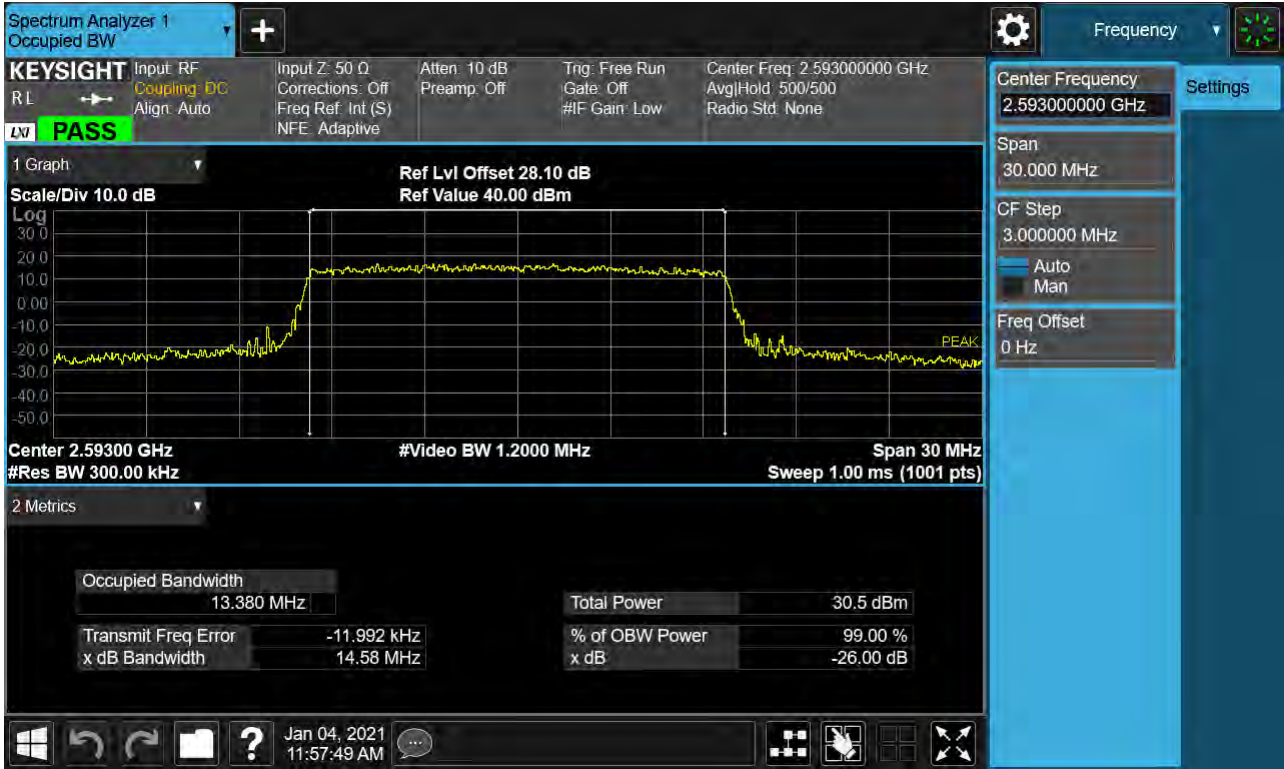 Spectrum Analyzer 1
Occupied BW
Frequency
KEYSIGHT
R L
LXI
PASS
Input: RF
Coupling: DC
Align: Auto
Input Z: 50 Ω
Corrections: Off
Freq Ref: Int (S)
NFE: Adaptive
Atten: 10 dB
Preamp: Off
Trig: Free Run
Gate: Off
#IF Gain: Low
Center Freq: 2.593000000 GHz
Avg|Hold: 500/500
Radio Std: None
Center Frequency
2.593000000 GHz
Settings
Span
30.000 MHz
CF Step
3.000000 MHz
Auto
Man
Freq Offset
0 Hz
1 Graph
Scale/Div 10.0 dB
Ref Lvl Offset 28.10 dB
Ref Value 40.00 dBm
Log
30.0
20.0
10.0
0.00
-10.0
-20.0
-30.0
-40.0
-50.0
PEAK
Center 2.59300 GHz
#Video BW 1.2000 MHz
Span 30 MHz
#Res BW 300.00 kHz
Sweep 1.00 ms (1001 pts)
2 Metrics
Occupied Bandwidth
13.380 MHz
Total Power 30.5 dBm
Transmit Freq Error -11.992 kHz
% of OBW Power 99.00 %
x dB Bandwidth 14.58 MHz
x dB -26.00 dB
?
Jan 04, 2021
11:57:49 AM